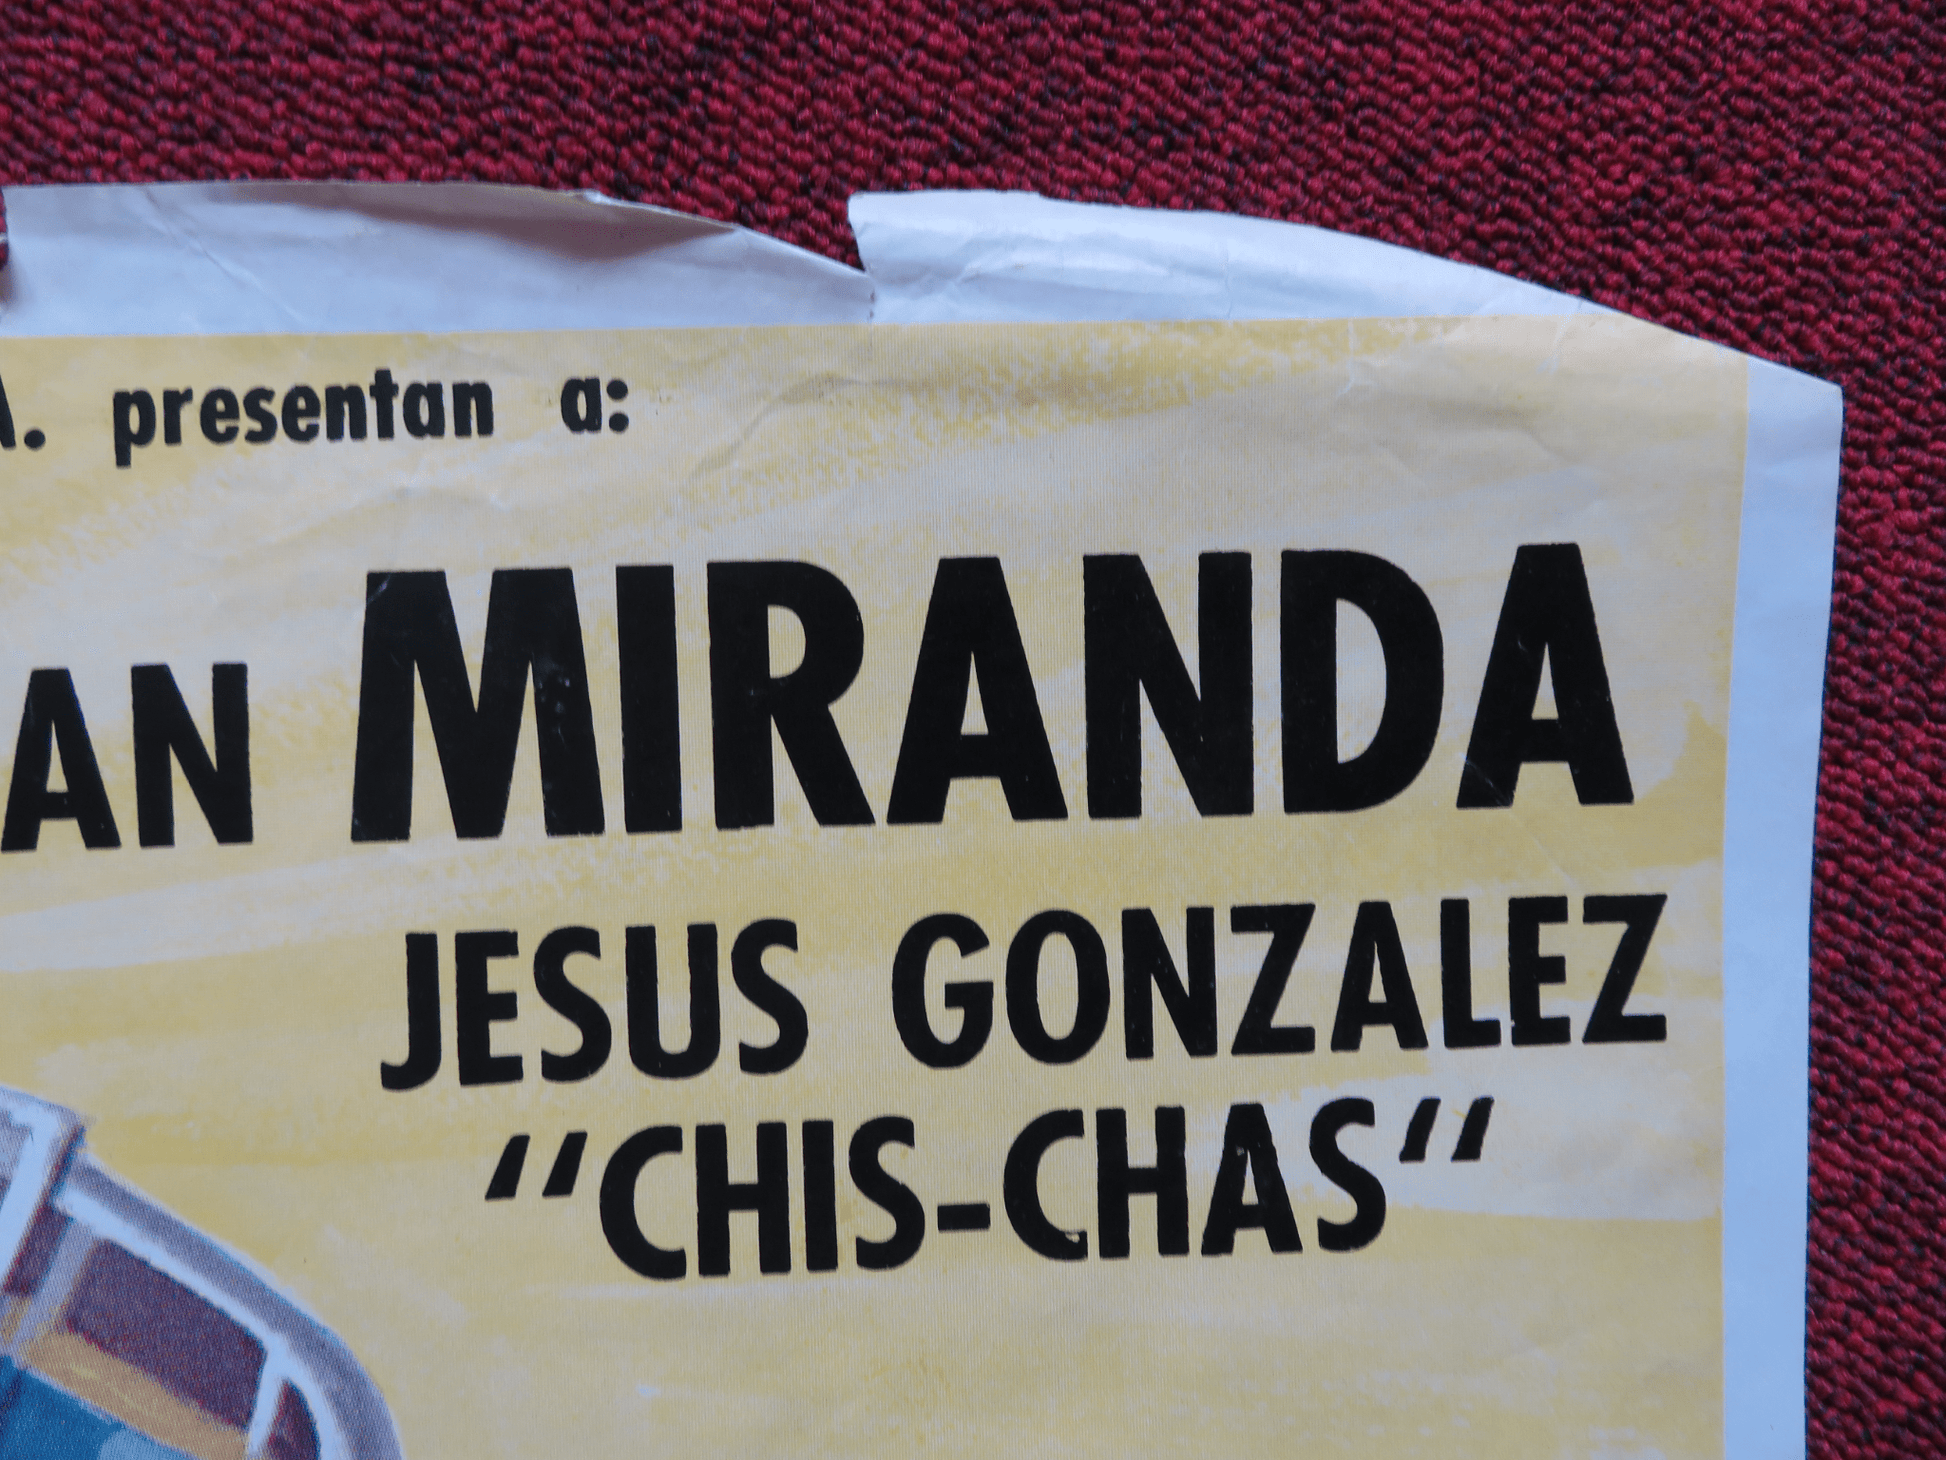 A. presentan a:
AN MIRANDA
JESUS GONZALEZ
“CHIS-CHAS“